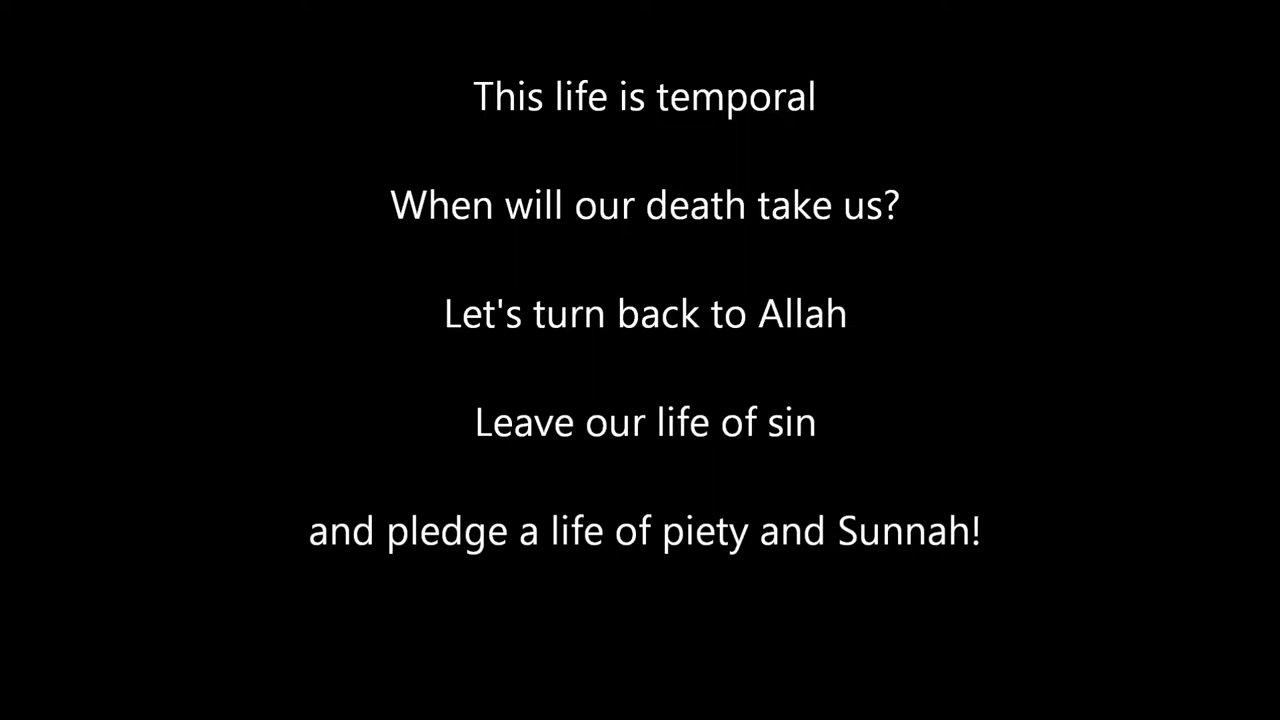 This life is temporal
When will our death take us?
Let's turn back to Allah
Leave our life of sin
and pledge a life of piety and Sunnah!